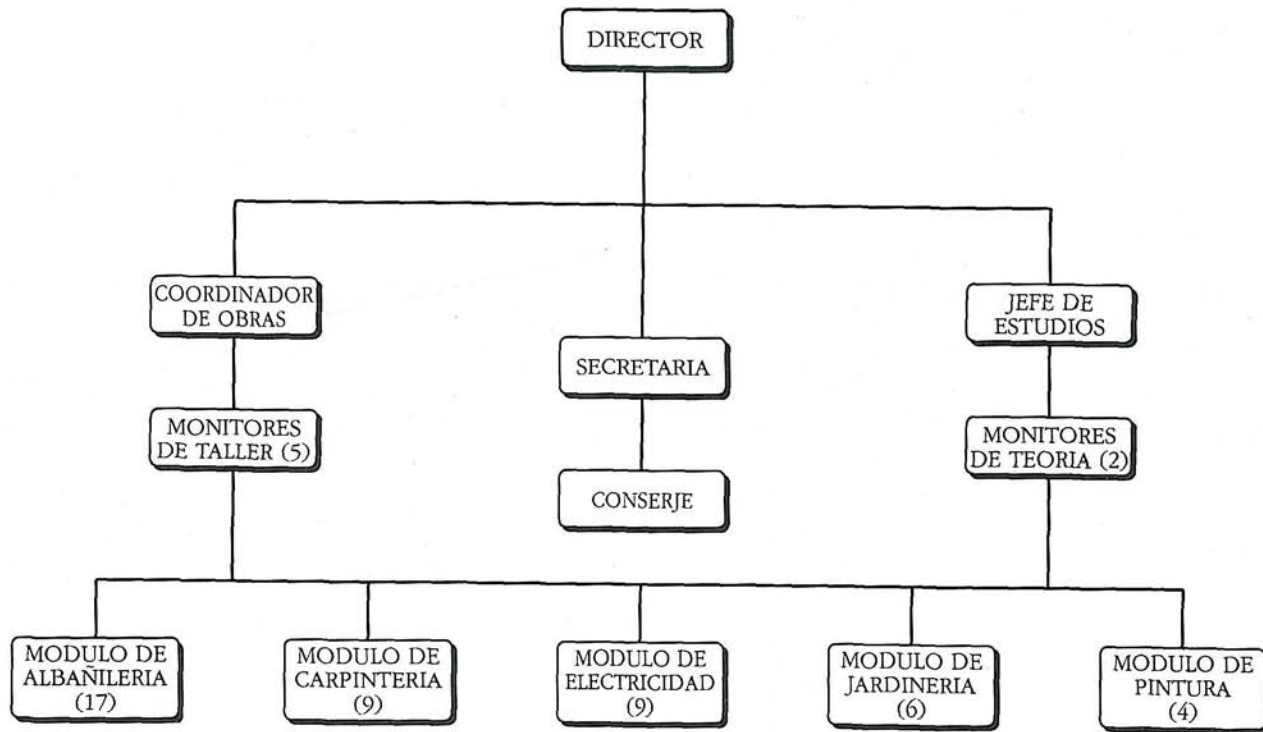 DIRECTOR
COORDINADOR
DE OBRAS
JEFE DE
ESTUDIOS
SECRETARIA
MONITORES
DE TALLER (5)
MONITORES
DE TEORIA (2)
CONSERJE
MODULO DE
ALBAÑILERIA
(17)
MODULO DE
CARPINTERIA
(9)
MODULO DE
ELECTRICIDAD
(9)
MODULO DE
JARDINERIA
(6)
MODULO DE
PINTURA
(4)